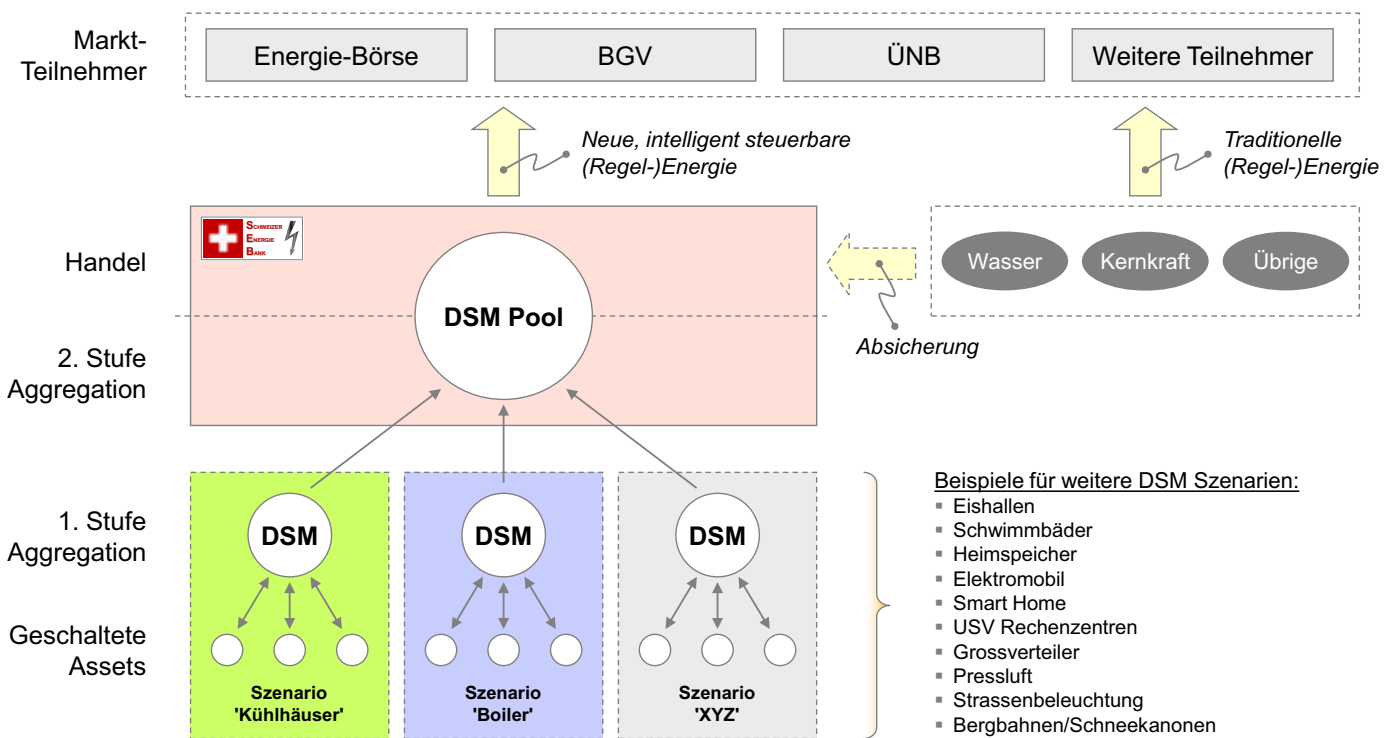 Markt-
Teilnehmer
Energie-Börse
BGV
ÜNB
Weitere Teilnehmer
Neue, intelligent steuerbare
(Regel-)Energie
Traditionelle
(Regel-)Energie
SCHWEIZER
ENERGIE
BANK
Handel
DSM Pool
Wasser
Kernkraft
Übrige
Absicherung
2. Stufe
Aggregation
1. Stufe
Aggregation
DSM
DSM
DSM
Geschaltete
Assets
Szenario
'Kühlhäuser'
Szenario
'Boiler'
Szenario
'XYZ'
Beispiele für weitere DSM Szenarien:
▪ Eishallen
▪ Schwimmbäder
▪ Heimspeicher
▪ Elektromobil
▪ Smart Home
▪ USV Rechenzentren
▪ Grossverteiler
▪ Pressluft
▪ Strassenbeleuchtung
▪ Bergbahnen/Schneekanonen